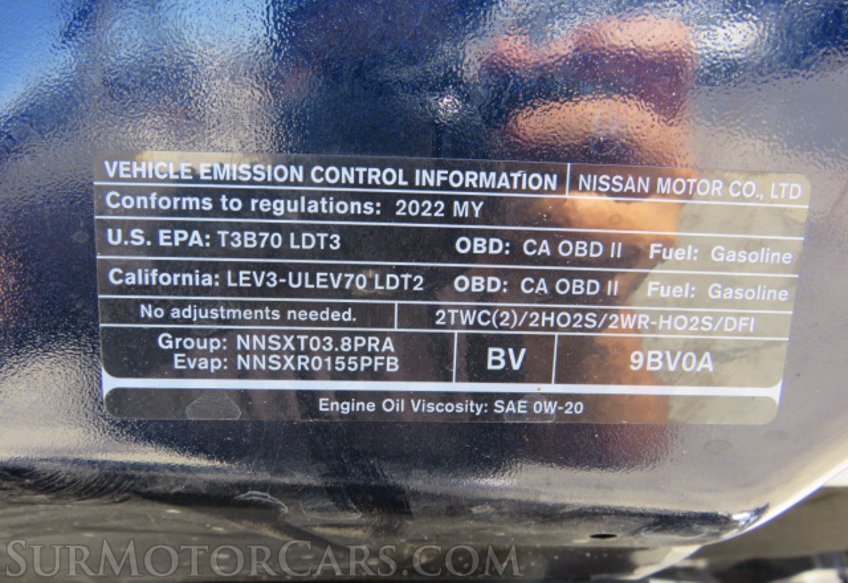 VEHICLE EMISSION CONTROL INFORMATION NISSAN MOTOR CO., LTD
Conforms to regulations: 2022 MY
U.S. EPA: T3B70 LDT3 OBD: CA OBD II Fuel: Gasoline
California: LEV3-ULEV70 LDT2 OBD: CA OBD II Fuel: Gasoline
No adjustments needed. 2TWC(2)/2HO2S/2WR-HO2S/DFI
Group: NNSXT03.8PRA
Evap: NNSXR0155PFB
BV
9BV0A
Engine Oil Viscosity: SAE 0W-20
SurMotorCars.com